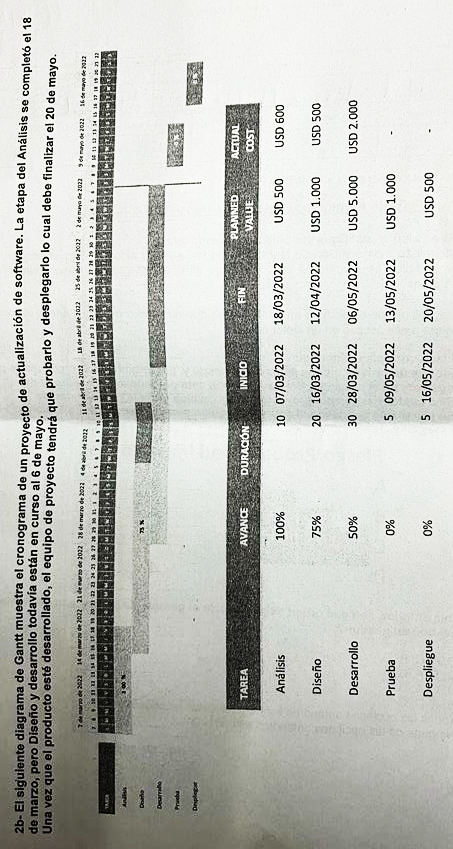 2b- El siguiente diagrama de Gantt muestra el cronograma de un proyecto de actualización de software. La etapa del Análisis se completó el 18
de marzo, pero Diseño y desarrollo todavía están en curso al 6 de mayo.
Una vez que el producto esté desarrollado, el equipo de proyecto tendrá que probarlo y desplegarlo lo cual debe finalizar el 20 de mayo.
7 de marzo de 2022 14 de marzo de 2022 21 de marzo de 2022 28 de marzo de 2022 4 de abril de 2022 11 de abril de 2022 18 de abril de 2022 25 de abril de 2022 2 de mayo de 2022 9 de mayo de 2022 16 de mayo de 2022
TAREA
Análisis
Diseño 75 %
Desarrollo
Prueba
Despliegue
TAREA AVANCE DURACIÓN INICIO FIN PLANNED VALUE ACTUAL COST
Análisis 100% 10 07/03/2022 18/03/2022 USD 500 USD 600
Diseño 75% 20 16/03/2022 12/04/2022 USD 1.000 USD 500
Desarrollo 50% 30 28/03/2022 06/05/2022 USD 5.000 USD 2.000
Prueba 0% 5 09/05/2022 13/05/2022 USD 1.000 -
Despliegue 0% 5 16/05/2022 20/05/2022 USD 500 -